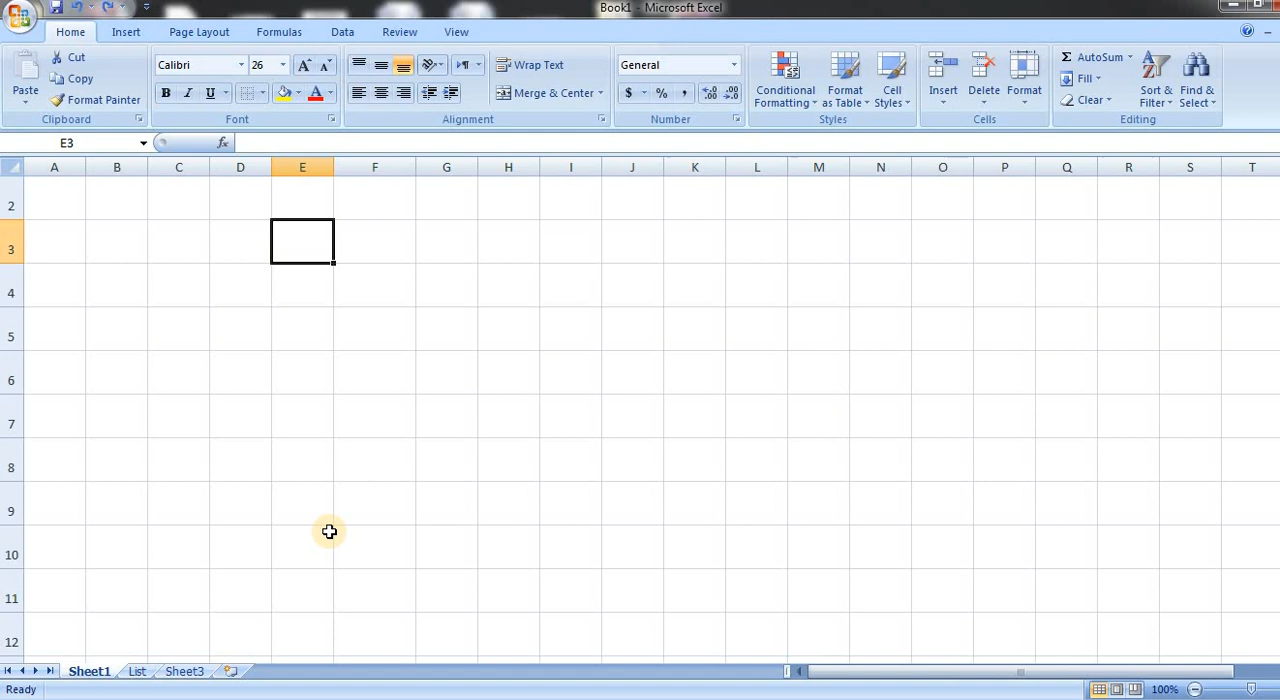 Book1 - Microsoft Excel
Home Insert Page Layout Formulas Data Review View
Paste
Cut
Copy
Format Painter
Clipboard
Calibri 26
B I U
Font
Wrap Text
Merge & Center
Alignment
General
$ % ,
Number
Conditional Formatting
Format as Table
Cell Styles
Styles
Insert Delete Format
Cells
Σ AutoSum
Fill
Clear
Sort & Filter
Find & Select
Editing
E3 fx
A B C D E F G H I J K L M N O P Q R S T
2
3
4
5
6
7
8
9
10
11
12
Sheet1 List Sheet3
Ready 100%